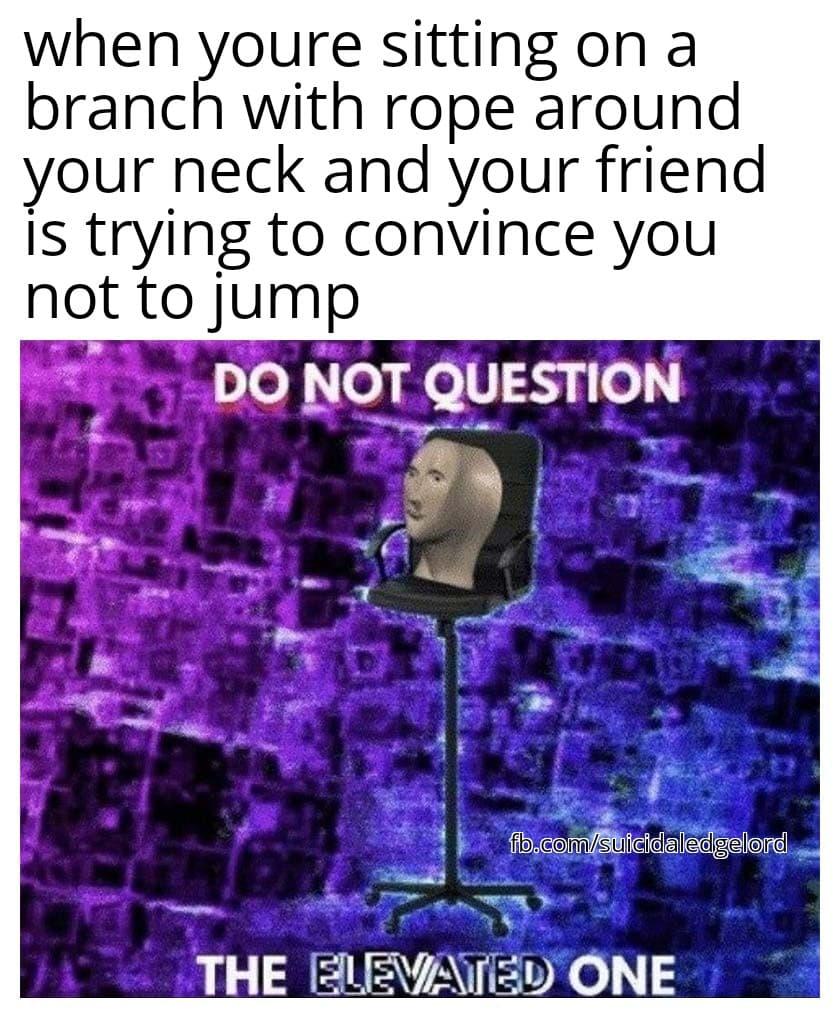 when youre sitting on a
branch with rope around
your neck and your friend
is trying to convince you
not to jump
DO NOT QUESTION
fb.com/suicidaledgelord
THE ELEVATED ONE